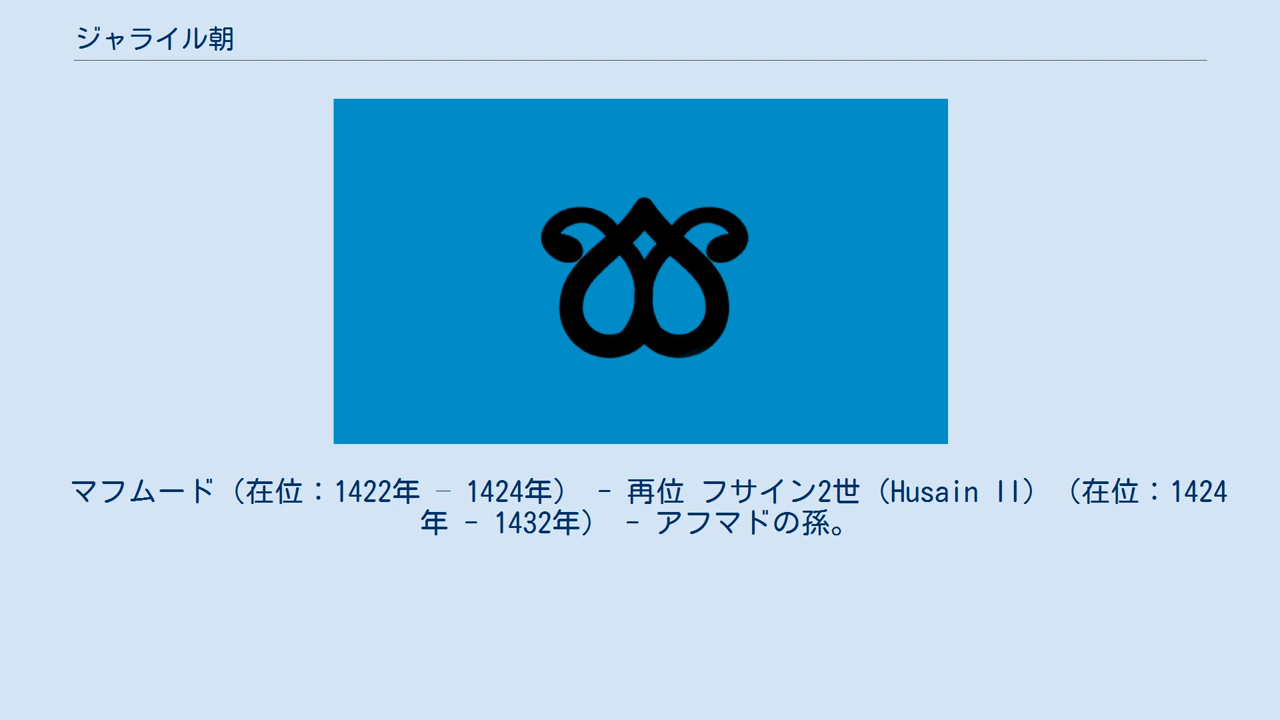 ジャライル朝
マフムード（在位：1422年 – 1424年） - 再位 フサイン2世（Husain II）（在位：1424
年 - 1432年） - アフマドの孫。